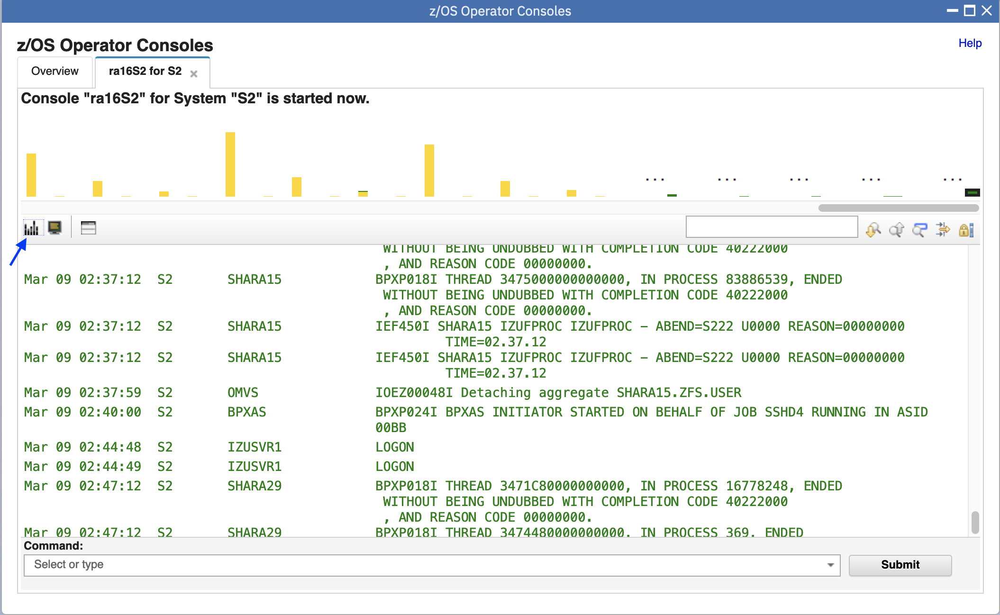 z/OS Operator Consoles
z/OS Operator Consoles
Help
Overview
ra16S2 for S2
Console "ra16S2" for System "S2" is started now.
... ... ... ... ...
WITHOUT BEING UNDUBBED WITH COMPLETION CODE 40222000
, AND REASON CODE 00000000.
Mar 09 02:37:12 S2 SHARA15 BPXP018I THREAD 3475000000000000, IN PROCESS 83886539, ENDED
WITHOUT BEING UNDUBBED WITH COMPLETION CODE 40222000
, AND REASON CODE 00000000.
Mar 09 02:37:12 S2 SHARA15 IEF450I SHARA15 IZUFPROC IZUFPROC - ABEND=S222 U0000 REASON=00000000
TIME=02.37.12
Mar 09 02:37:12 S2 SHARA15 IEF450I SHARA15 IZUFPROC IZUFPROC - ABEND=S222 U0000 REASON=00000000
TIME=02.37.12
Mar 09 02:37:59 S2 OMVS IOEZ00048I Detaching aggregate SHARA15.ZFS.USER
Mar 09 02:40:00 S2 BPXAS BPXP024I BPXAS INITIATOR STARTED ON BEHALF OF JOB SSHD4 RUNNING IN ASID
00BB
Mar 09 02:44:48 S2 IZUSVR1 LOGON
Mar 09 02:44:49 S2 IZUSVR1 LOGON
Mar 09 02:47:12 S2 SHARA29 BPXP018I THREAD 3471C80000000000, IN PROCESS 16778248, ENDED
WITHOUT BEING UNDUBBED WITH COMPLETION CODE 40222000
, AND REASON CODE 00000000.
Mar 09 02:47:12 S2 SHARA29 BPXP018I THREAD 3474480000000000, IN PROCESS 369, ENDED
Command:
Select or type
Submit